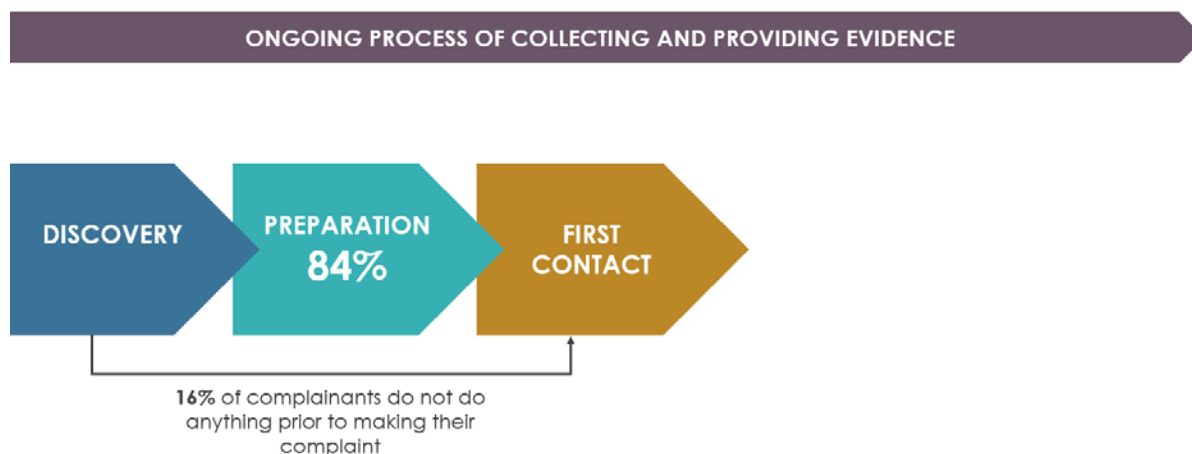 ONGOING PROCESS OF COLLECTING AND PROVIDING EVIDENCE
DISCOVERY
PREPARATION
84%
FIRST
CONTACT
16% of complainants do not do
anything prior to making their
complaint